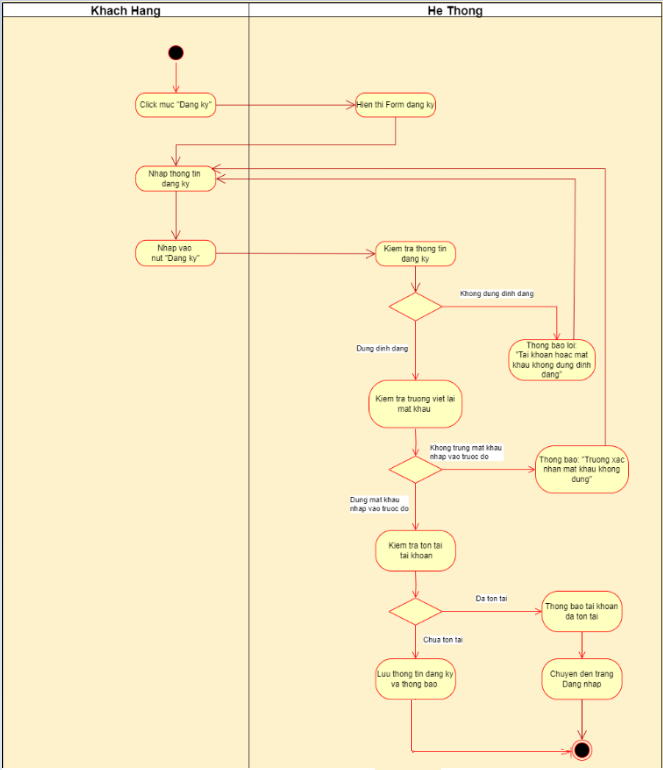 Khach Hang
He Thong
Click muc "Dang ky"
Hien thi Form dang ky
Nhap thong tin
dang ky
Nhap vao
nut "Dang ky"
Kiem tra thong tin
dang ky
Khong dung dinh dang
Thong bao loi:
"Tai khoan hoac mat
khau khong dung dinh
dang"
Dung dinh dang
Kiem tra truong viet lai
mat khau
Khong trung mat khau
nhap vao truoc do
Thong bao: "Truong xac
nhan mat khau khong
dung"
Dung mat khau
nhap vao truoc do
Kiem tra ton tai
tai khoan
Da ton tai
Thong bao tai khoan
da ton tai
Chua ton tai
Luu thong tin dang ky
va thong bao
Chuyen den trang
Dang nhap